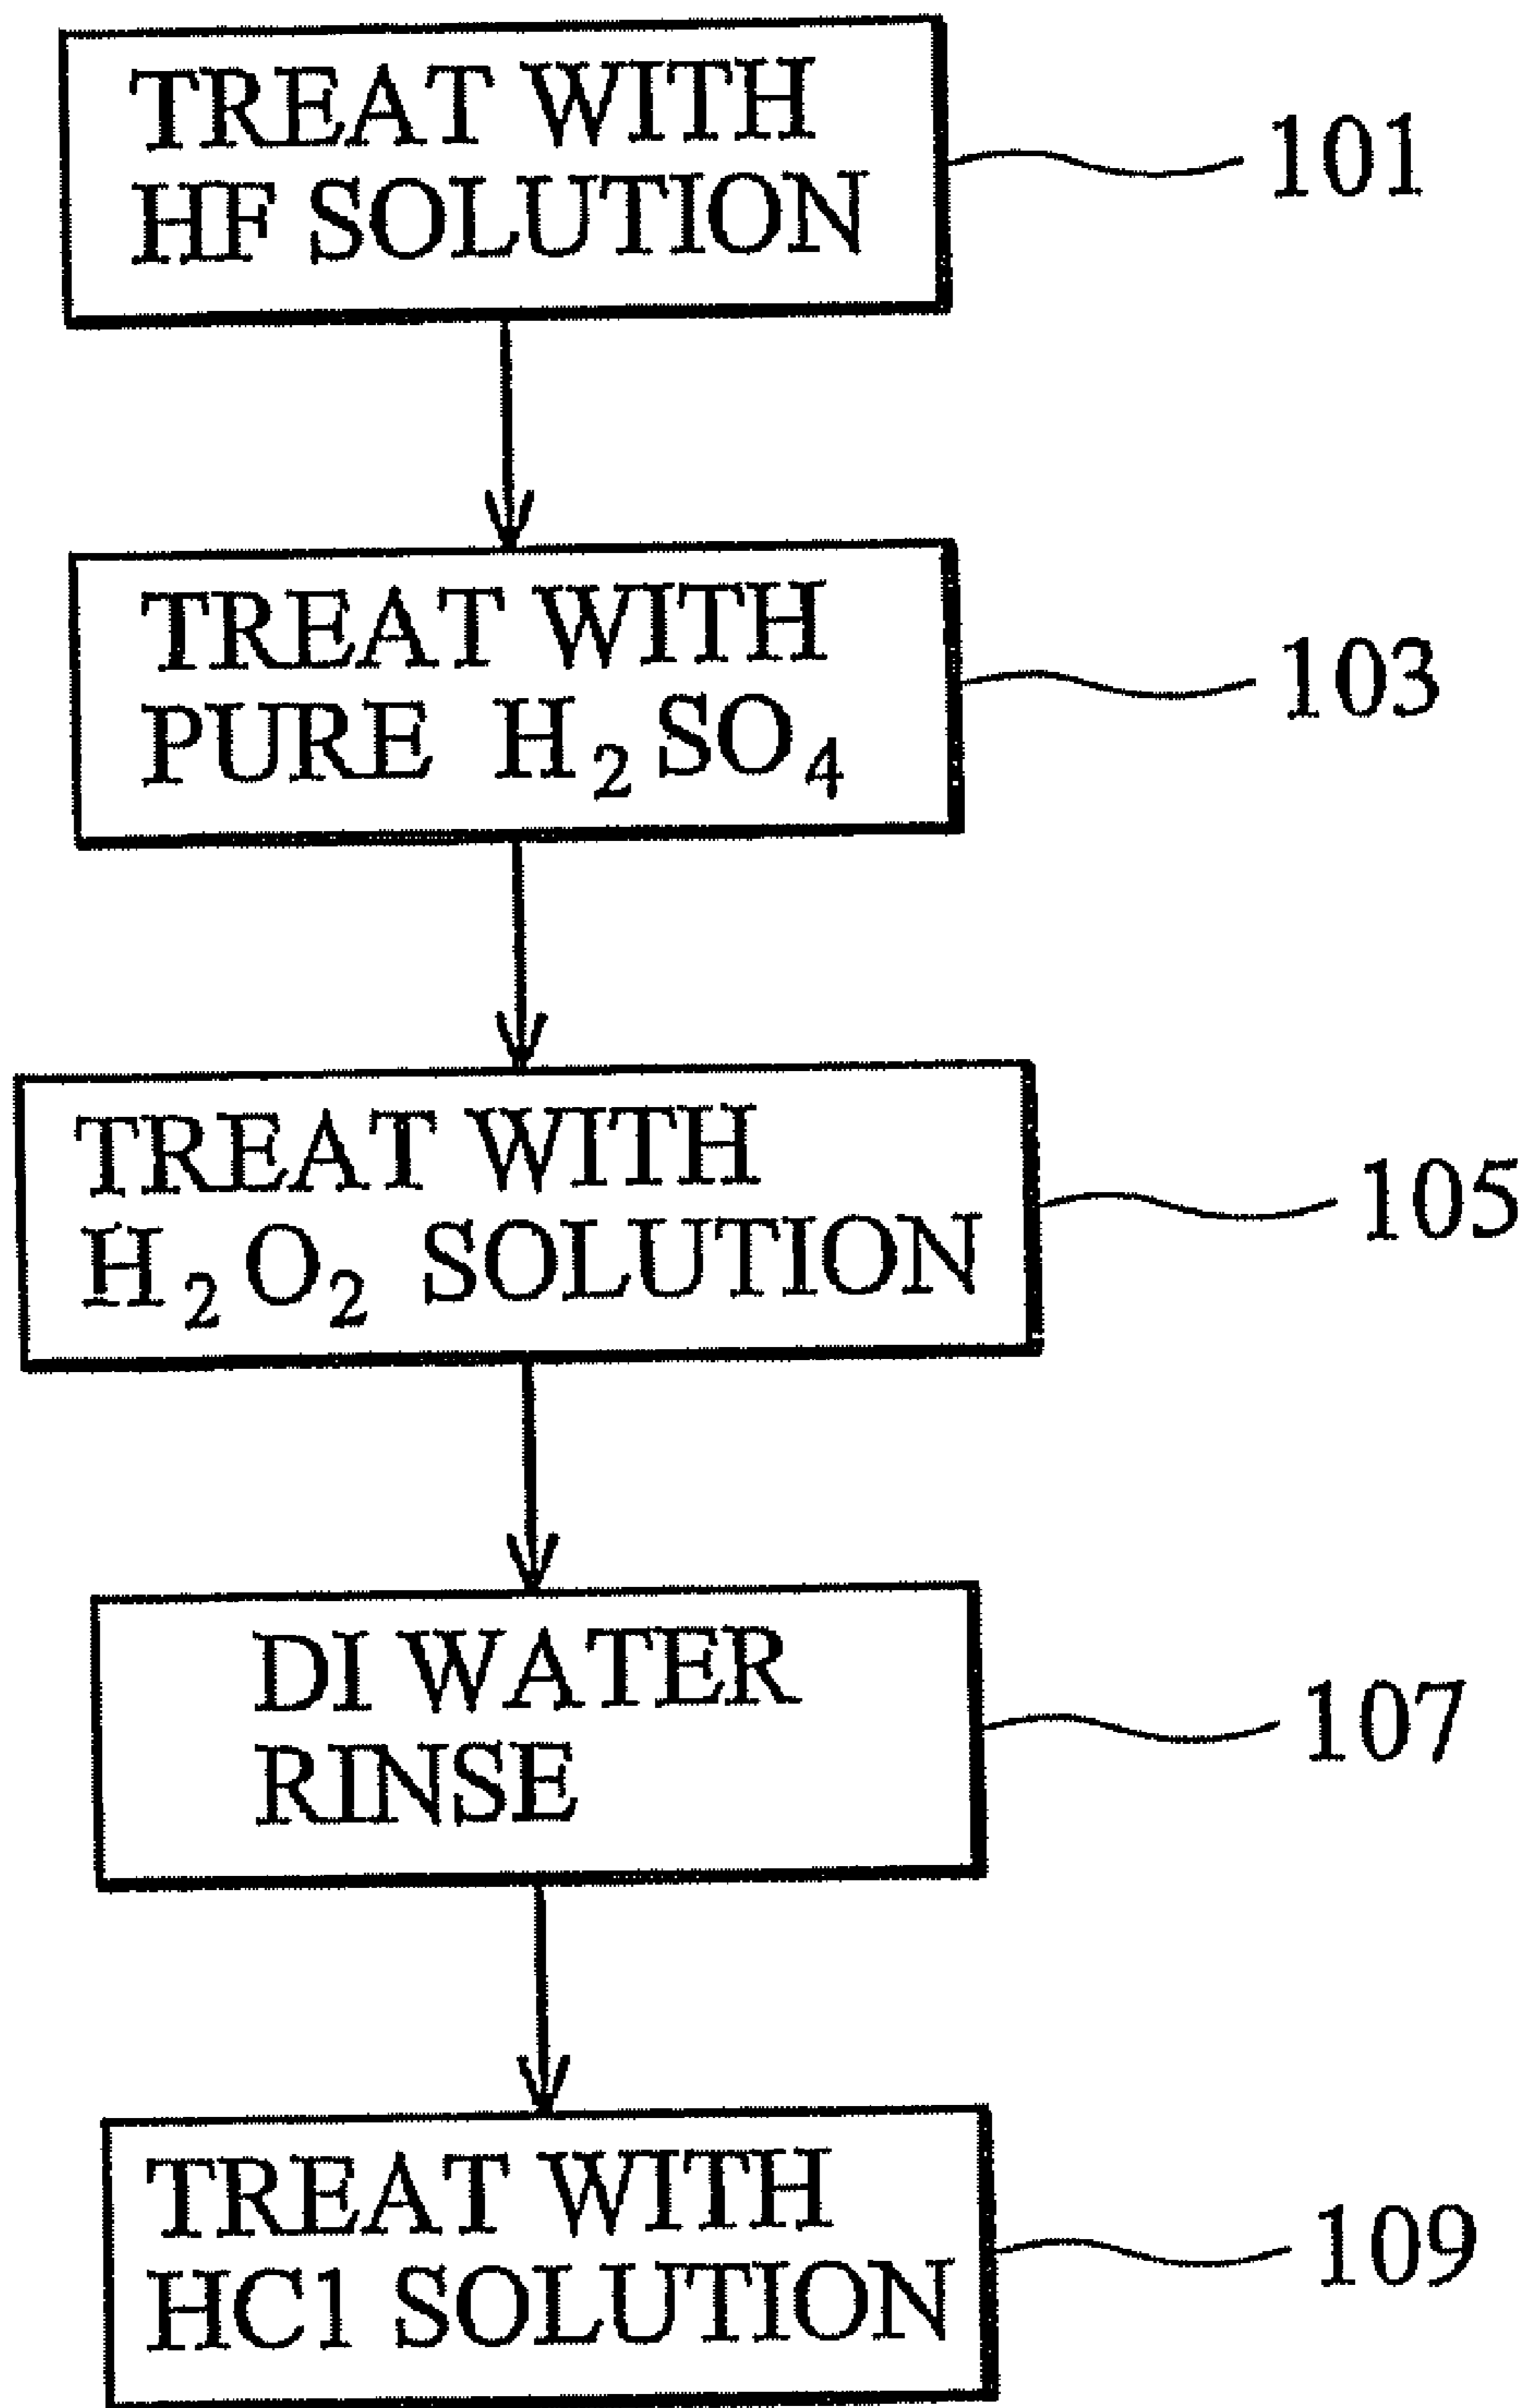 TREAT WITH
HF SOLUTION
101
TREAT WITH
PURE H₂SO₄
103
TREAT WITH
H₂O₂ SOLUTION
105
DI WATER
RINSE
107
TREAT WITH
HC1 SOLUTION
109